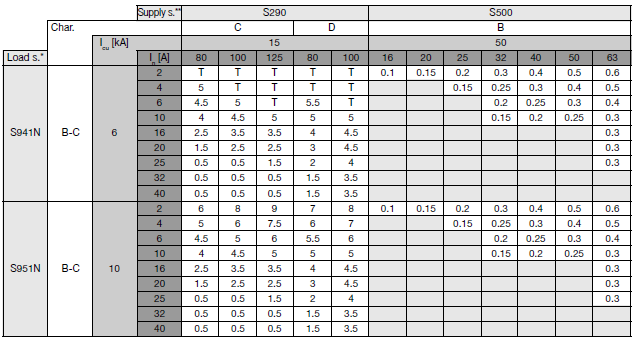 Supply s.** S290 S500
Char. C D B
Icu [kA] 15 50
Load s.* In [A] 80 100 125 80 100 16 20 25 32 40 50 63
S941N B-C 6
2 T T T T T 0.1 0.15 0.2 0.3 0.4 0.5 0.6
4 5 T T T T 0.15 0.25 0.3 0.4 0.5
6 4.5 5 T 5.5 T 0.2 0.25 0.3 0.4
10 4 4.5 5 5 5 0.15 0.2 0.25 0.3
16 2.5 3.5 3.5 4 4.5 0.3
20 1.5 2.5 2.5 3 4.5 0.3
25 0.5 0.5 1.5 2 4 0.3
32 0.5 0.5 0.5 1.5 3.5
40 0.5 0.5 0.5 1.5 3.5
S951N B-C 10
2 6 8 9 7 8 0.1 0.15 0.2 0.3 0.4 0.5 0.6
4 5 6 7.5 6 7 0.15 0.25 0.3 0.4 0.5
6 4.5 5 6 5.5 6 0.2 0.25 0.3 0.4
10 4 4.5 5 5 5 0.15 0.2 0.25 0.3
16 2.5 3.5 3.5 4 4.5 0.3
20 1.5 2.5 2.5 3 4.5 0.3
25 0.5 0.5 1.5 2 4 0.3
32 0.5 0.5 0.5 1.5 3.5
40 0.5 0.5 0.5 1.5 3.5